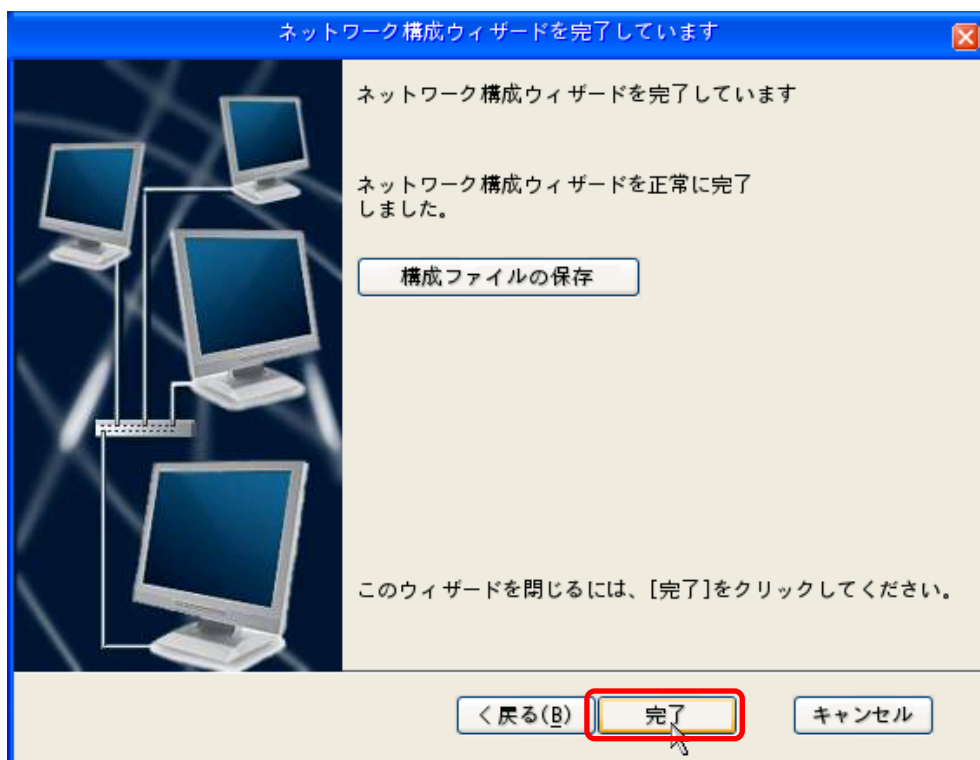 ネットワーク構成ウィザードを完了しています
ネットワーク構成ウィザードを完了しています
ネットワーク構成ウィザードを正常に完了
しました。
構成ファイルの保存
このウィザードを閉じるには、[完了]をクリックしてください。
< 戻る(B) 完了 キャンセル